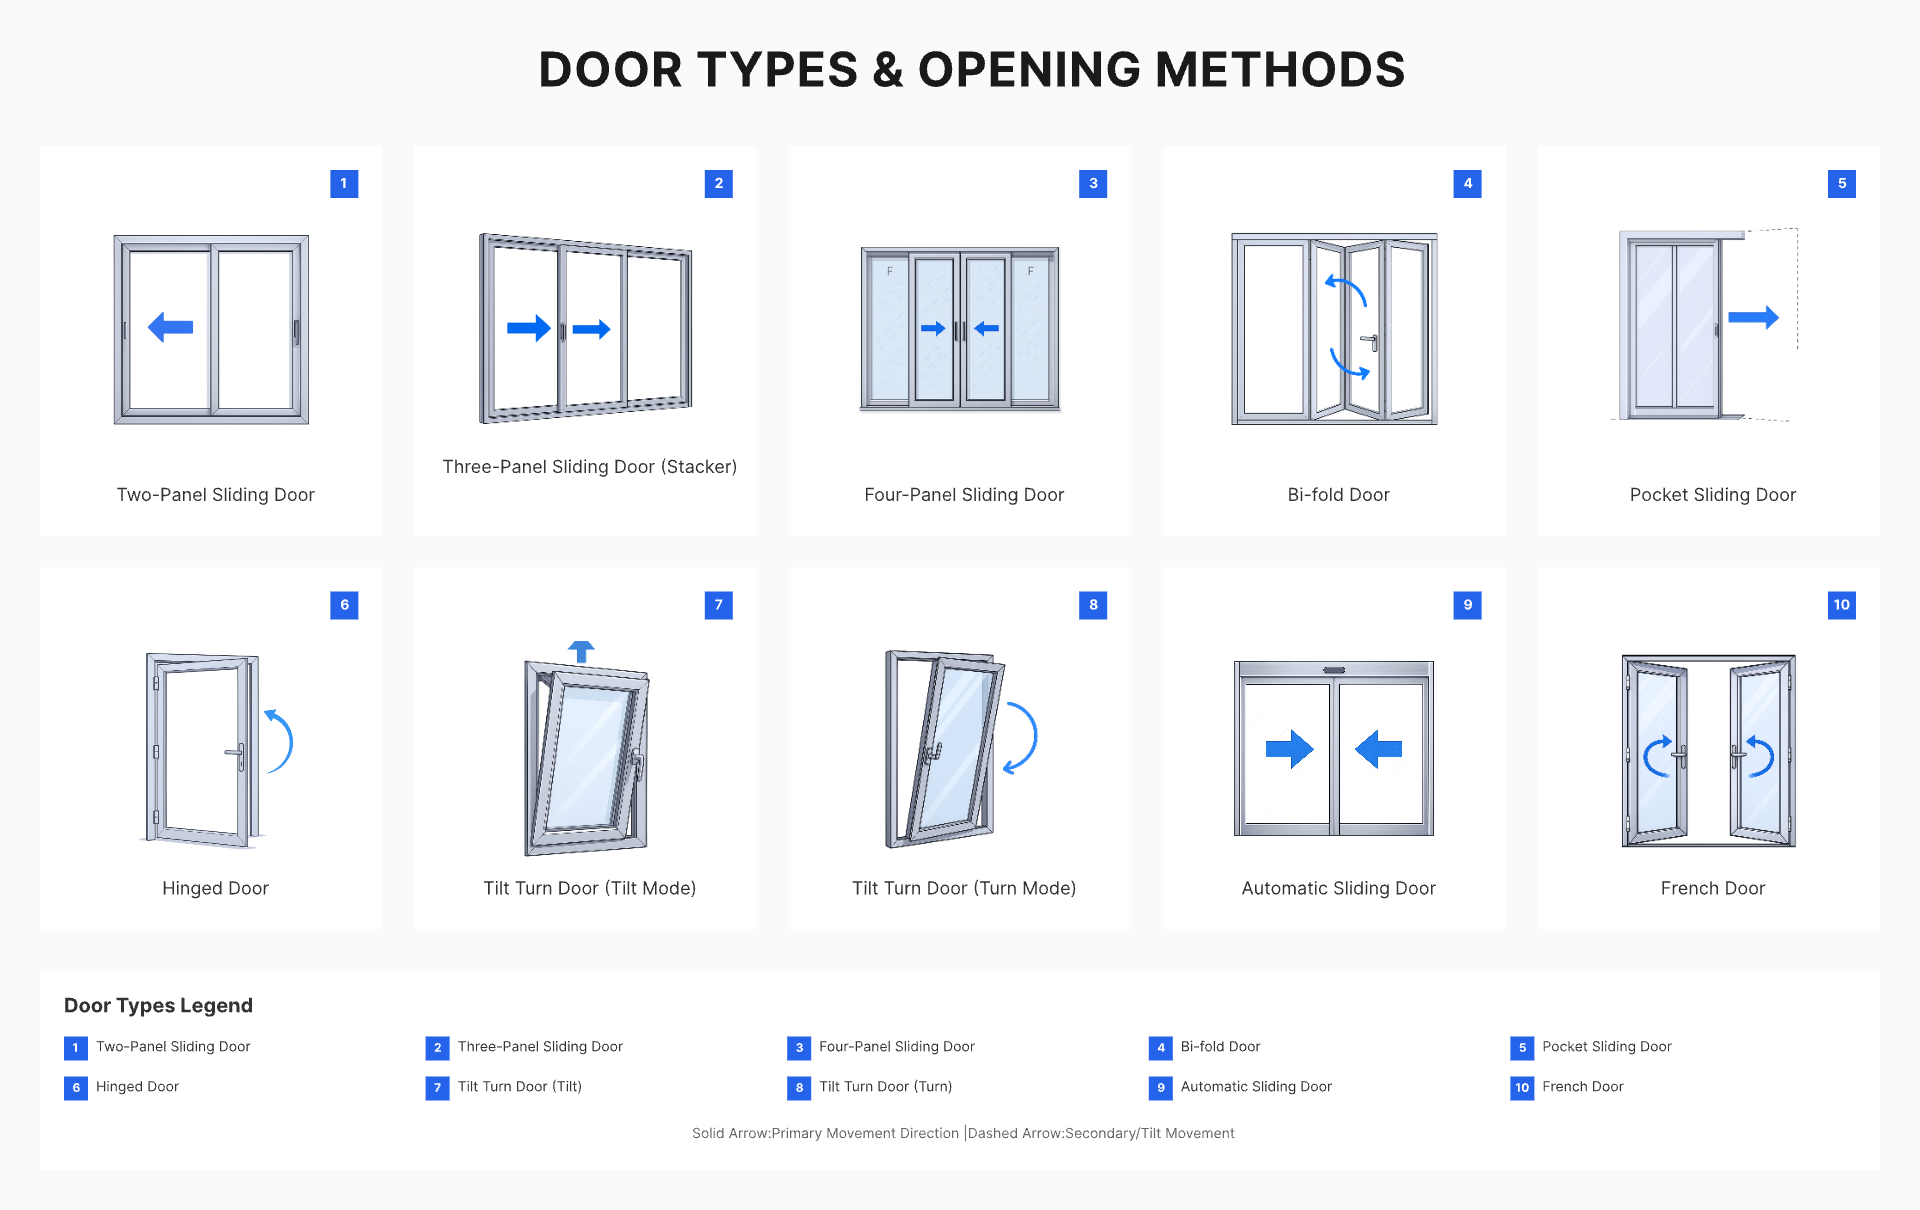 DOOR TYPES & OPENING METHODS
1
Two-Panel Sliding Door
2
Three-Panel Sliding Door (Stacker)
3
F
F
Four-Panel Sliding Door
4
Bi-fold Door
5
Pocket Sliding Door
6
Hinged Door
7
Tilt Turn Door (Tilt Mode)
8
Tilt Turn Door (Turn Mode)
9
Automatic Sliding Door
10
French Door
Door Types Legend
1 Two-Panel Sliding Door
2 Three-Panel Sliding Door
3 Four-Panel Sliding Door
4 Bi-fold Door
5 Pocket Sliding Door
6 Hinged Door
7 Tilt Turn Door (Tilt)
8 Tilt Turn Door (Turn)
9 Automatic Sliding Door
10 French Door
Solid Arrow:Primary Movement Direction |Dashed Arrow:Secondary/Tilt Movement